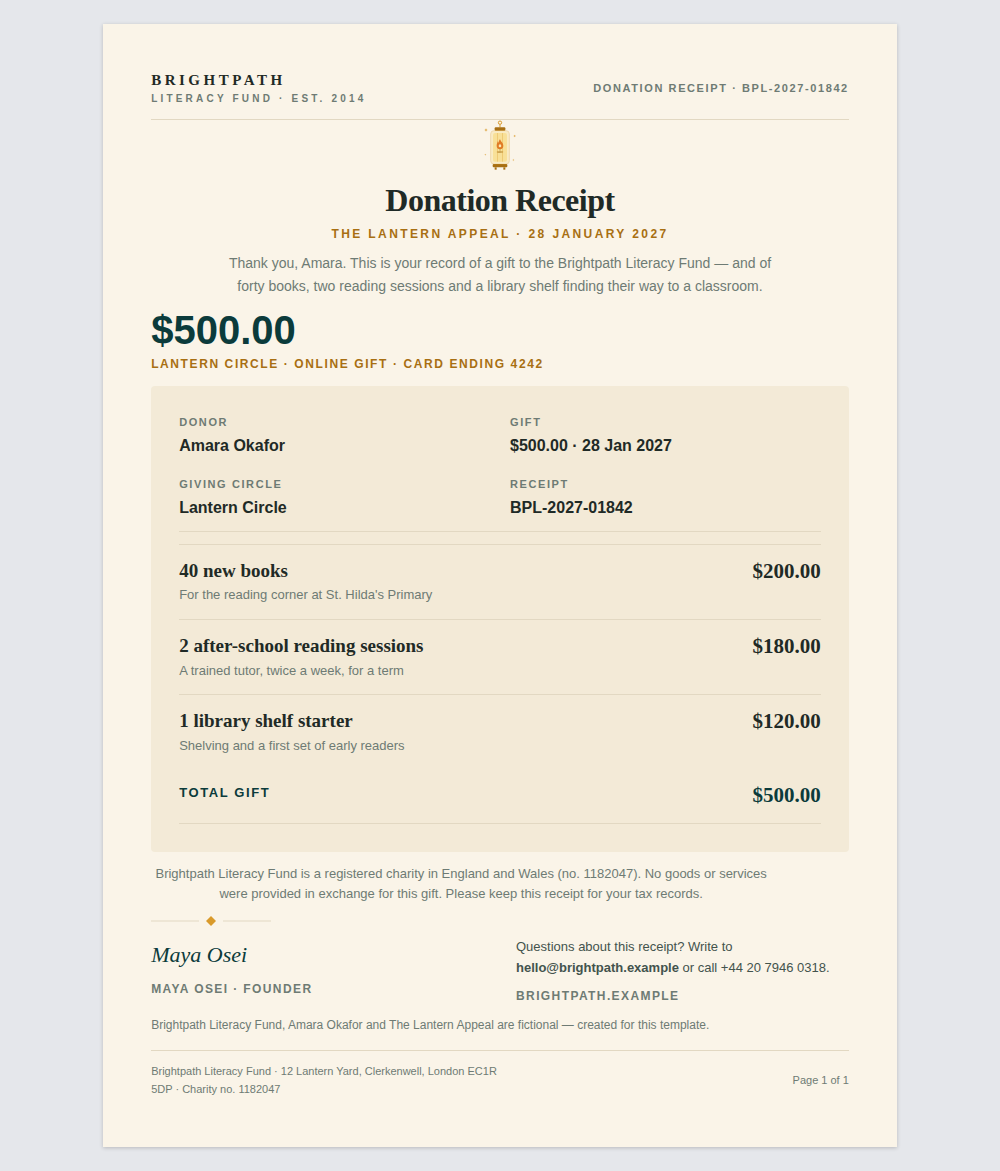 BRIGHTPATH
LITERACY FUND · EST. 2014
DONATION RECEIPT · BPL-2027-01842
Donation Receipt
THE LANTERN APPEAL · 28 JANUARY 2027
Thank you, Amara. This is your record of a gift to the Brightpath Literacy Fund — and of
forty books, two reading sessions and a library shelf finding their way to a classroom.
$500.00
LANTERN CIRCLE · ONLINE GIFT · CARD ENDING 4242
DONOR
Amara Okafor
GIFT
$500.00 · 28 Jan 2027
GIVING CIRCLE
Lantern Circle
RECEIPT
BPL-2027-01842
40 new books
$200.00
For the reading corner at St. Hilda's Primary
2 after-school reading sessions
$180.00
A trained tutor, twice a week, for a term
1 library shelf starter
$120.00
Shelving and a first set of early readers
TOTAL GIFT
$500.00
Brightpath Literacy Fund is a registered charity in England and Wales (no. 1182047). No goods or services
were provided in exchange for this gift. Please keep this receipt for your tax records.
Maya Osei
MAYA OSEI · FOUNDER
Questions about this receipt? Write to
hello@brightpath.example or call +44 20 7946 0318.
BRIGHTPATH.EXAMPLE
Brightpath Literacy Fund, Amara Okafor and The Lantern Appeal are fictional — created for this template.
Brightpath Literacy Fund · 12 Lantern Yard, Clerkenwell, London EC1R
5DP · Charity no. 1182047
Page 1 of 1